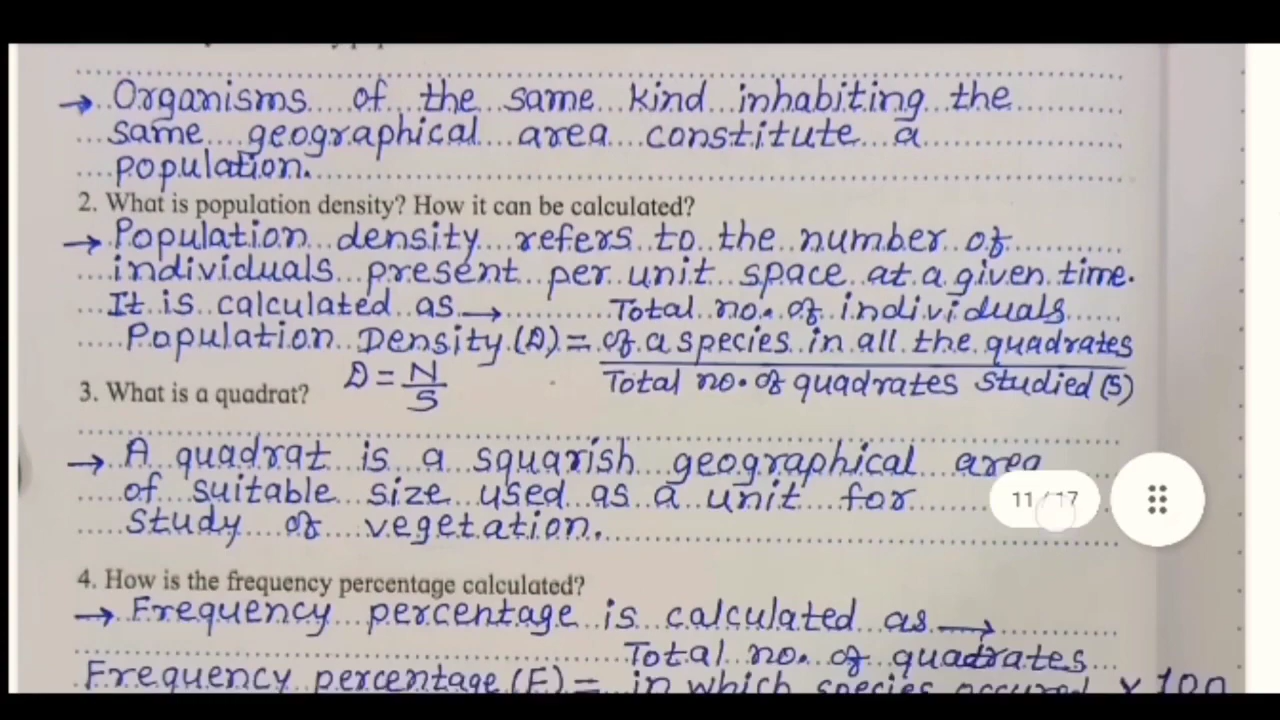 → Organisms of the same kind inhabiting the
same geographical area constitute a
population.
2. What is population density? How it can be calculated?
→ Population density refers to the number of
individuals present per unit space at a given time.
It is calculated as → Total no. of individuals
Population Density (D) = of a species in all the quadrates
D = N/S Total no. of quadrates studied (S)
3. What is a quadrat?
→ A quadrat is a squarish geographical area
of suitable size used as a unit for
study of vegetation.
11 / 17
4. How is the frequency percentage calculated?
→ Frequency percentage is calculated as →
Total no. of quadrates
Frequency percentage (F) = in which species occured × 100